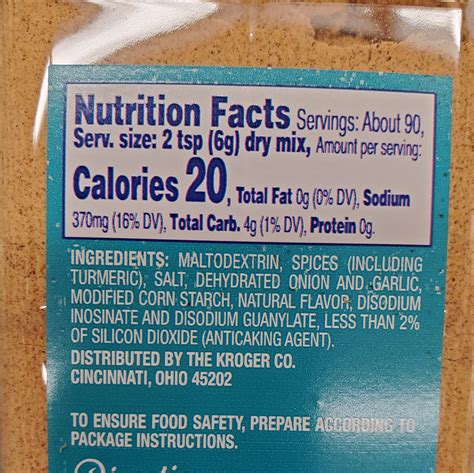 Nutrition Facts Servings: About 90,
Serv. size: 2 tsp (6g) dry mix, Amount per serving:
Calories 20, Total Fat 0g (0% DV), Sodium
370mg (16% DV), Total Carb. 4g (1% DV), Protein 0g.
INGREDIENTS: MALTODEXTRIN, SPICES (INCLUDING
TURMERIC), SALT, DEHYDRATED ONION AND GARLIC,
MODIFIED CORN STARCH, NATURAL FLAVOR, DISODIUM
INOSINATE AND DISODIUM GUANYLATE, LESS THAN 2%
OF SILICON DIOXIDE (ANTICAKING AGENT).
DISTRIBUTED BY THE KROGER CO.
CINCINNATI, OHIO 45202
TO ENSURE FOOD SAFETY, PREPARE ACCORDING TO
PACKAGE INSTRUCTIONS.